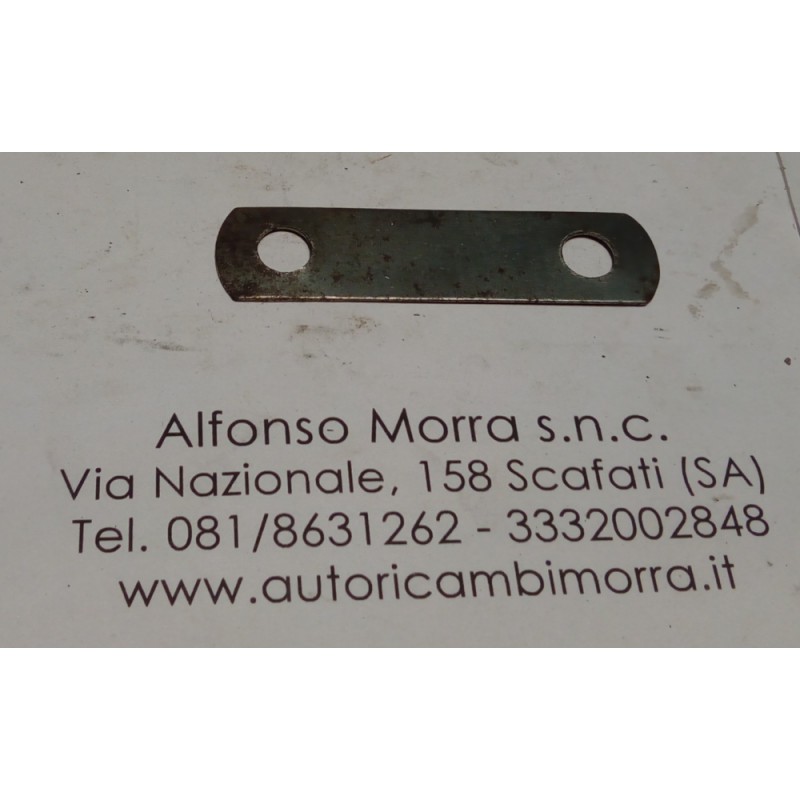 Alfonso Morra s.n.c.
Via Nazionale, 158 Scafati (SA)
Tel. 081/8631262 - 3332002848
www.autoricambimorra.it